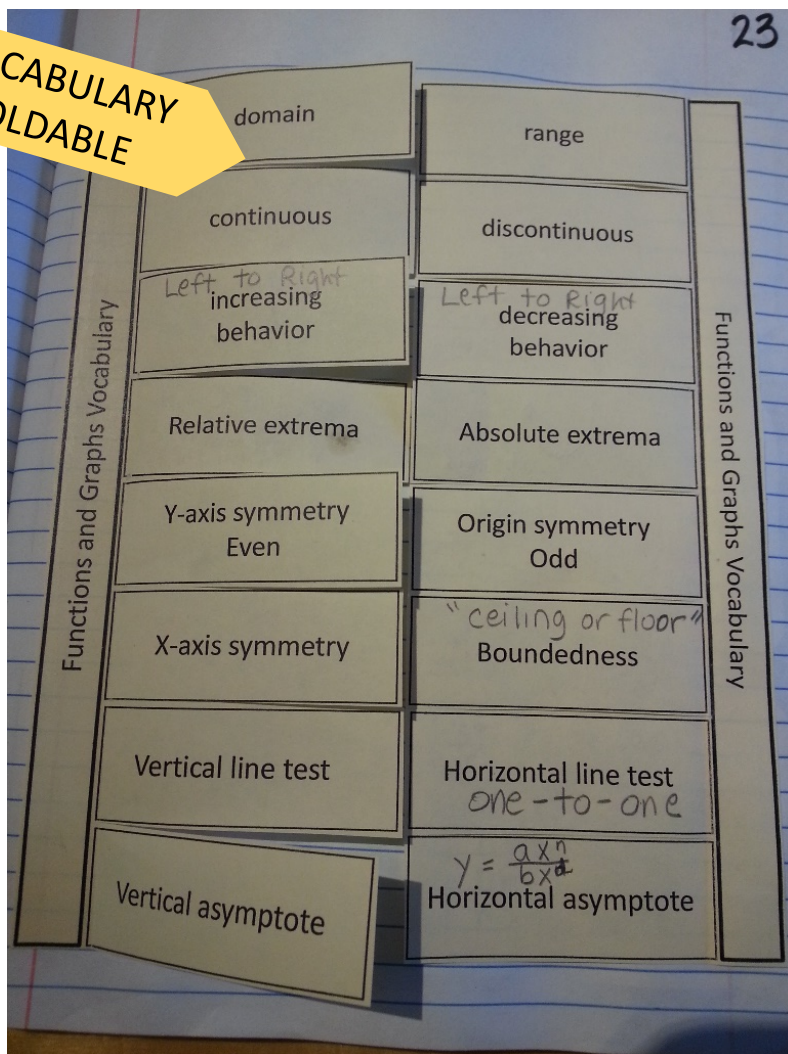 23
CABULARY
OLDABLE
domain
range
continuous
discontinuous
Left to Right
increasing
behavior
Left to Right
decreasing
behavior
Relative extrema
Absolute extrema
Y-axis symmetry
Even
Origin symmetry
Odd
X-axis symmetry
"ceiling or floor"
Boundedness
Vertical line test
Horizontal line test
one-to-one
Vertical asymptote
y = axⁿ/bxᵈ
Horizontal asymptote
Functions and Graphs Vocabulary
Functions and Graphs Vocabulary